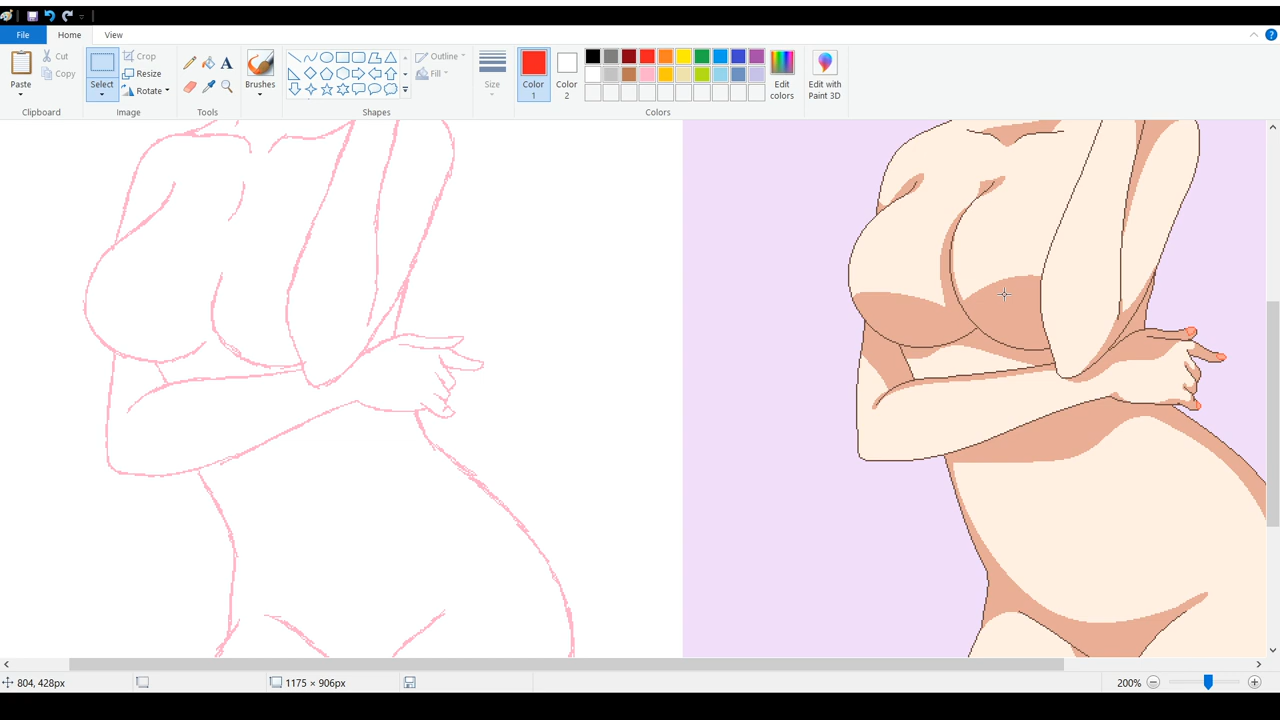 File Home View
Paste Cut Copy Clipboard
Select Crop Resize Rotate Image
Tools
Brushes
Shapes
Outline Fill
Size
Color 1
Color 2
Edit colors
Colors
Edit with Paint 3D
804, 428px
1175 × 906px
200%